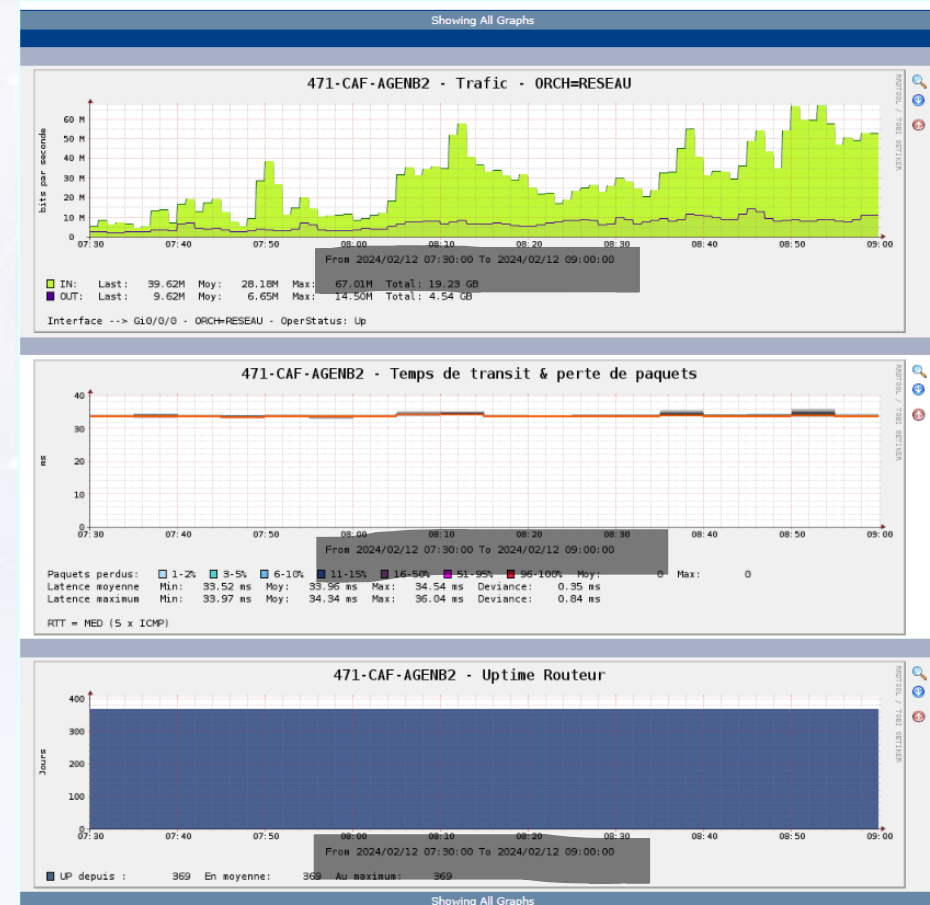 Showing All Graphs
471-CAF-AGENB2 - Trafic - ORCH=RESEAU
RRDTOOL / TOBI OETIKER
bits par seconde
60 M
50 M
40 M
30 M
20 M
10 M
0
07:30 07:40 07:50 08:00 08:10 08:20 08:30 08:40 08:50 09:00
From 2024/02/12 07:30:00 To 2024/02/12 09:00:00
IN: Last: 39.62M Moy: 28.18M Max: 67.01M Total: 19.23 GB
OUT: Last: 9.62M Moy: 6.65M Max: 14.50M Total: 4.54 GB
Interface --> Gi0/0/0 - ORCH=RESEAU - OperStatus: Up
471-CAF-AGENB2 - Temps de transit & perte de paquets
RRDTOOL / TOBI OETIKER
ms
40
30
20
10
0
07:30 07:40 07:50 08:00 08:10 08:20 08:30 08:40 08:50 09:00
From 2024/02/12 07:30:00 To 2024/02/12 09:00:00
Paquets perdus: 1-2% 3-5% 6-10% 11-15% 16-50% 51-95% 96-100% Moy: 0 Max: 0
Latence moyenne Min: 33.52 ms Moy: 33.96 ms Max: 34.54 ms Deviance: 0.35 ms
Latence maximum Min: 33.97 ms Moy: 34.34 ms Max: 36.04 ms Deviance: 0.84 ms
RTT = MED (5 x ICMP)
471-CAF-AGENB2 - Uptime Routeur
RRDTOOL / TOBI OETIKER
Jours
400
300
200
100
0
07:30 07:40 07:50 08:00 08:10 08:20 08:30 08:40 08:50 09:00
From 2024/02/12 07:30:00 To 2024/02/12 09:00:00
UP depuis : 369 En moyenne: 369 Au maximum: 369
Showing All Graphs